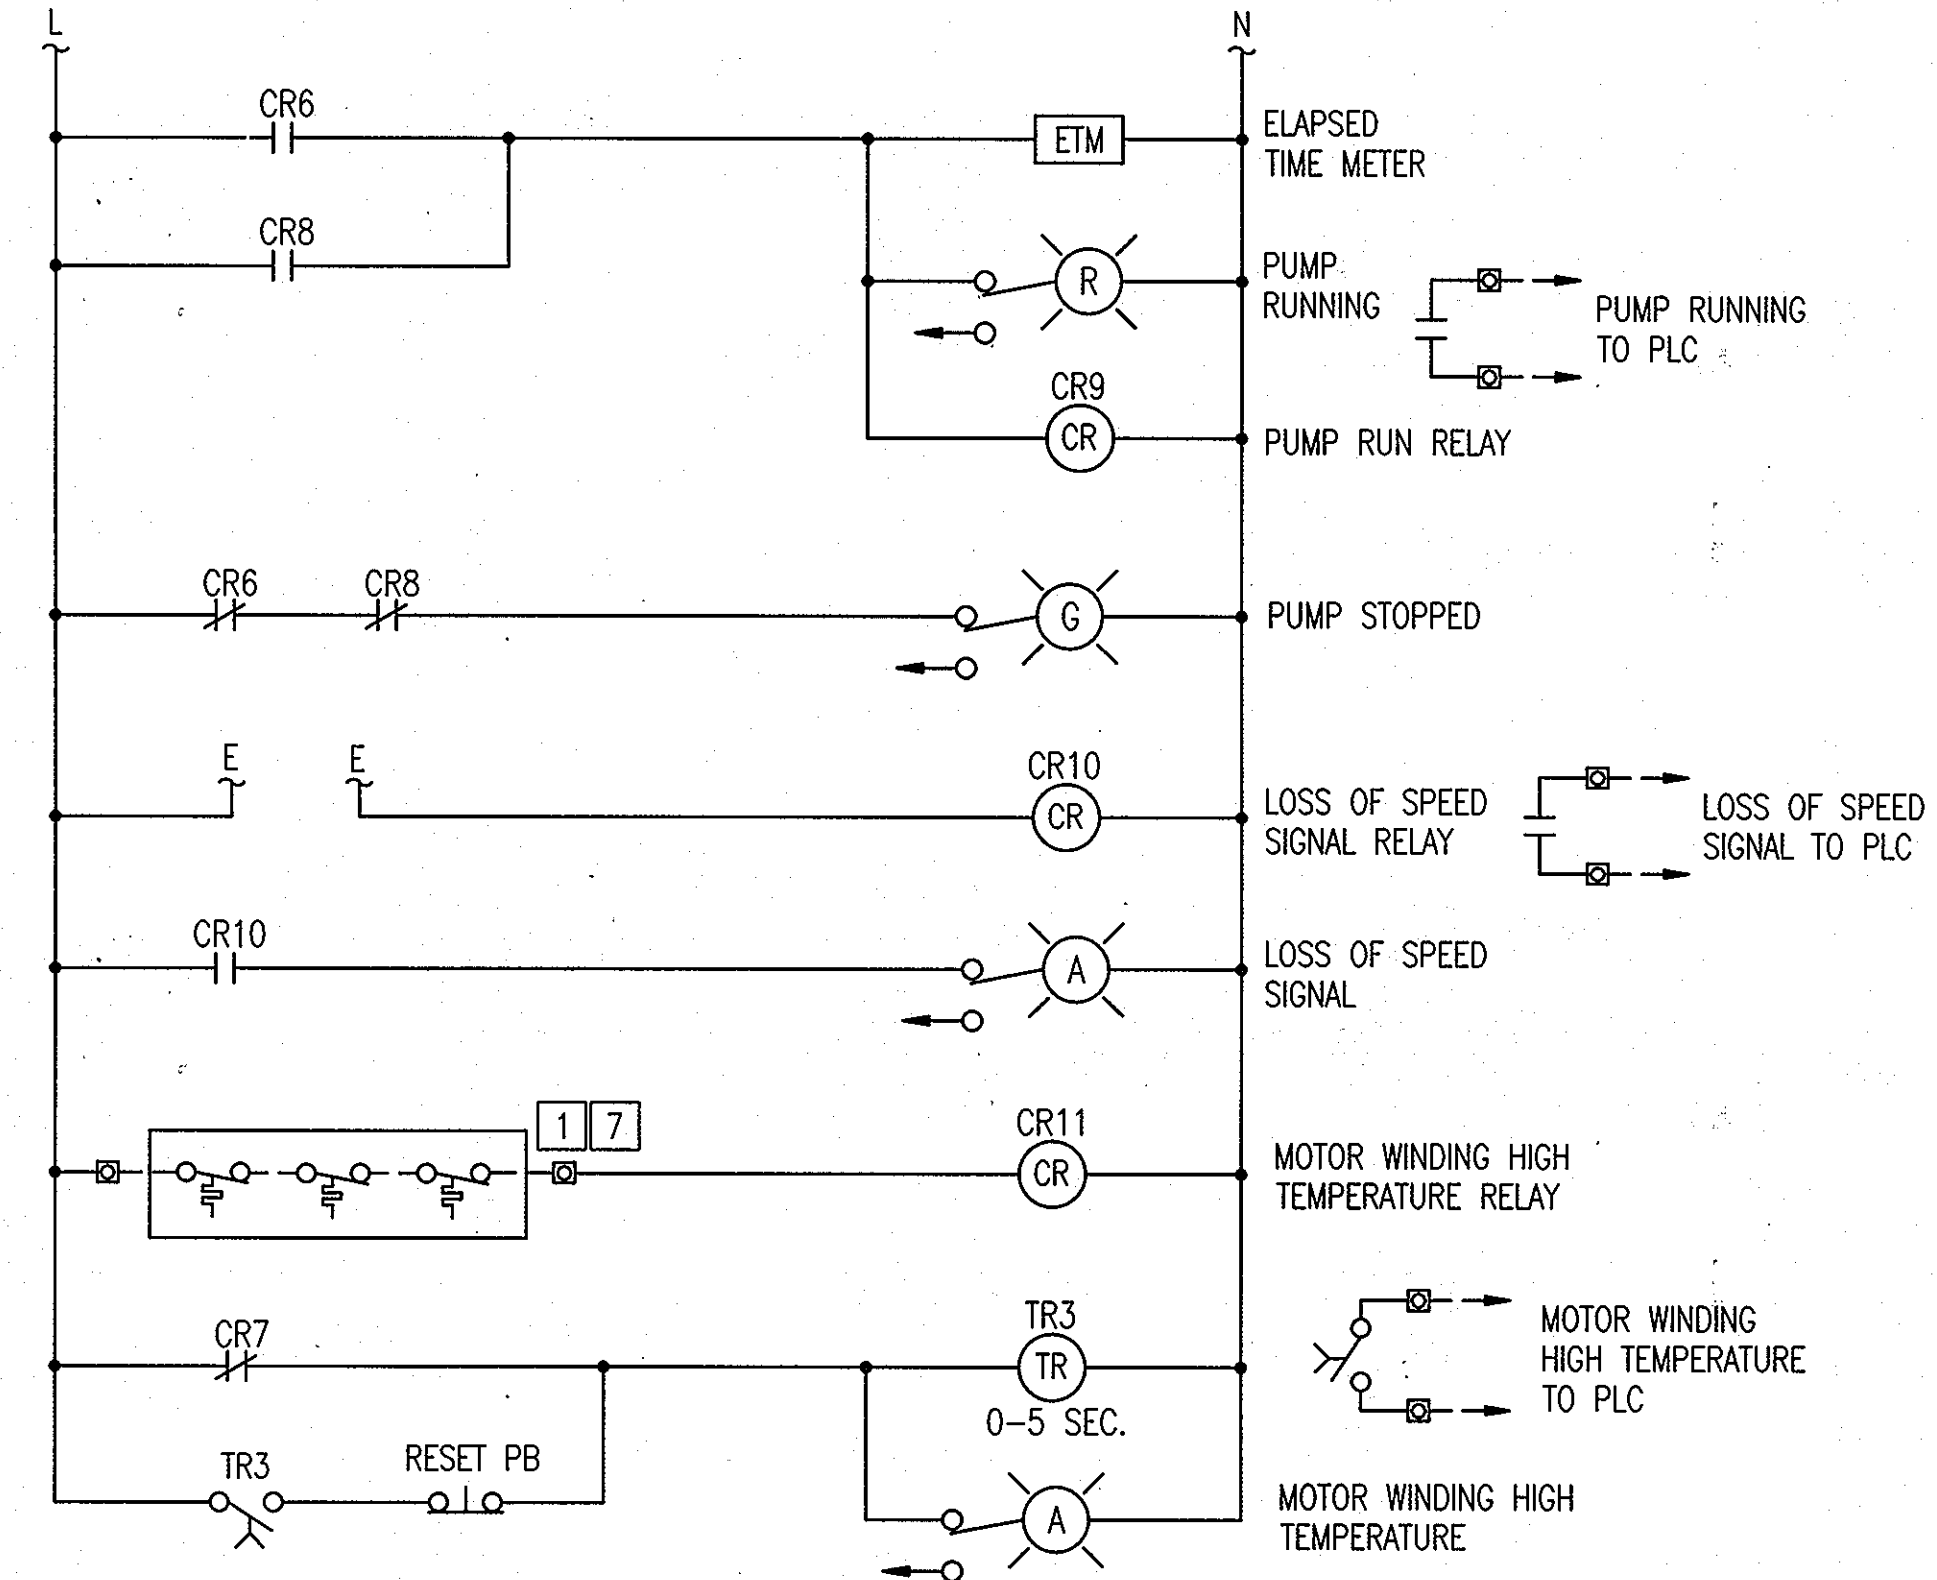 L
N
CR6
ETM
ELAPSED
TIME METER
CR8
R
PUMP
RUNNING
PUMP RUNNING
TO PLC
CR9
CR
PUMP RUN RELAY
CR6
CR8
G
PUMP STOPPED
E
E
CR10
CR
LOSS OF SPEED
SIGNAL RELAY
LOSS OF SPEED
SIGNAL TO PLC
CR10
A
LOSS OF SPEED
SIGNAL
1
7
CR11
CR
MOTOR WINDING HIGH
TEMPERATURE RELAY
CR7
TR3
TR
0-5 SEC.
MOTOR WINDING
HIGH TEMPERATURE
TO PLC
TR3
RESET PB
A
MOTOR WINDING HIGH
TEMPERATURE